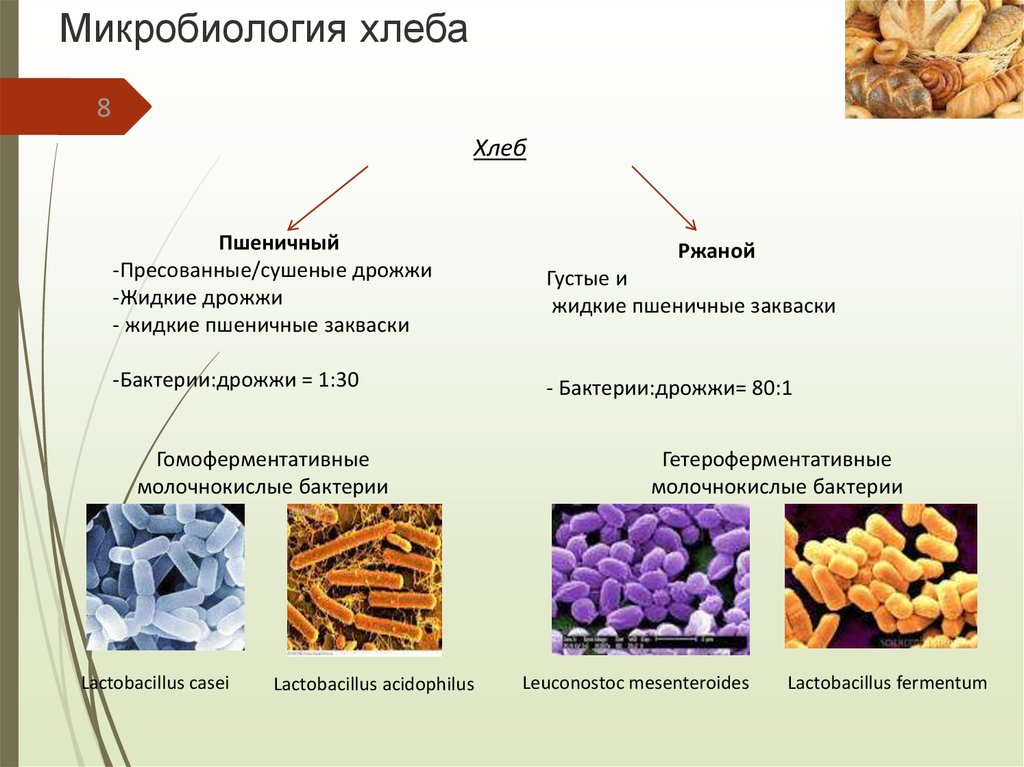 Микробиология хлеба
8
Хлеб
Пшеничный
-Пресованные/сушеные дрожжи
-Жидкие дрожжи
- жидкие пшеничные закваски
-Бактерии:дрожжи = 1:30
Ржаной
Густые и
жидкие пшеничные закваски
- Бактерии:дрожжи= 80:1
Гомоферментативные
молочнокислые бактерии
Гетероферментативные
молочнокислые бактерии
Lactobacillus casei
Lactobacillus acidophilus
Leuconostoc mesenteroides
Lactobacillus fermentum